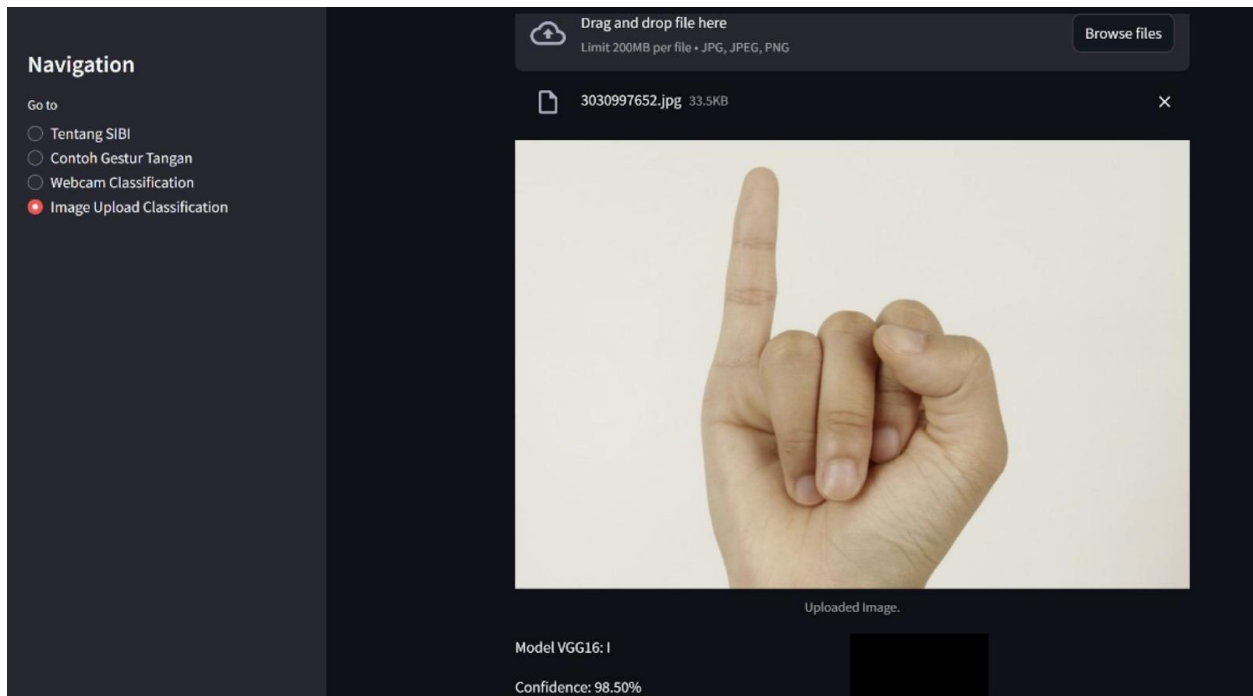 Navigation
Go to
Tentang SIBI
Contoh Gestur Tangan
Webcam Classification
Image Upload Classification
Drag and drop file here
Limit 200MB per file • JPG, JPEG, PNG
Browse files
3030997652.jpg 33.5KB
Uploaded Image.
Model VGG16: I
Confidence: 98.50%